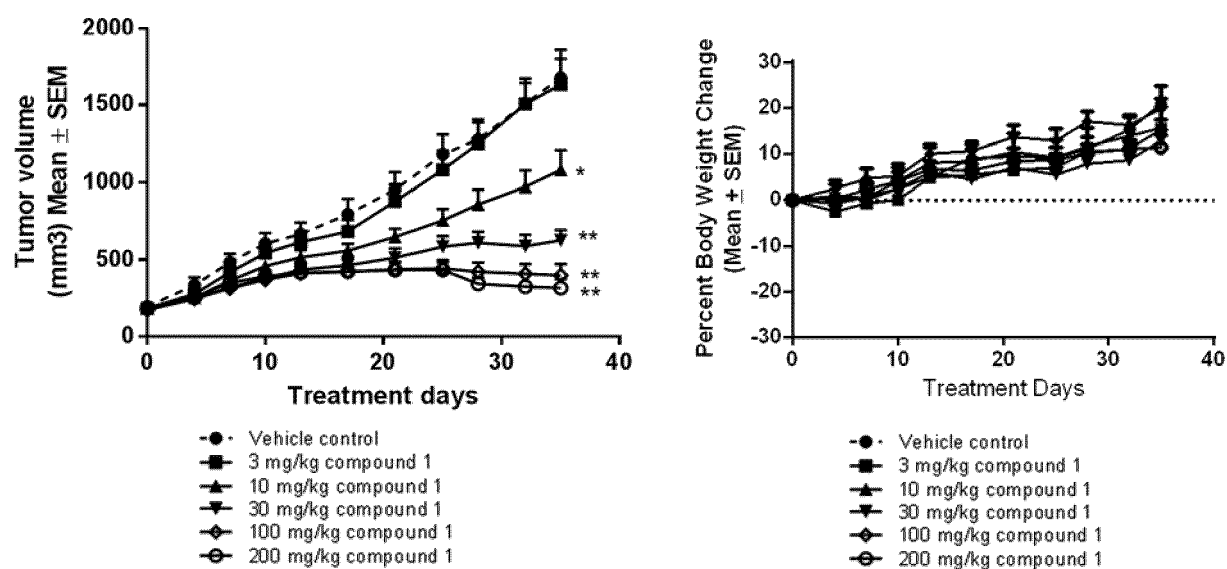 2000
1500
1000
500
0
Tumor volume
(mm3) Mean ± SEM
*
**
**
**
0 10 20 30 40
Treatment days
Vehicle control
3 mg/kg compound 1
10 mg/kg compound 1
30 mg/kg compound 1
100 mg/kg compound 1
200 mg/kg compound 1
30
20
10
0
-10
-20
-30
Percent Body Weight Change
(Mean ± SEM)
0 10 20 30 40
Treatment Days
Vehicle control
3 mg/kg compound 1
10 mg/kg compound 1
30 mg/kg compound 1
100 mg/kg compound 1
200 mg/kg compound 1